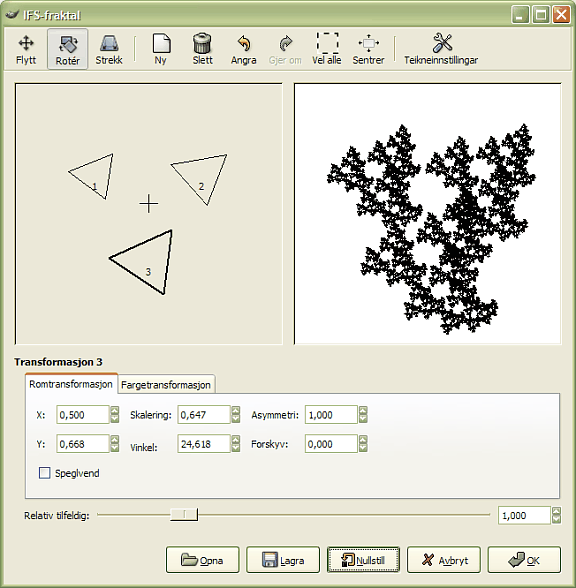 IFS-fraktal
Flytt Rotér Strekk Ny Slett Angra Gjer om Vel alle Sentrer Teikneinnstillingar
1
2
3
Transformasjon 3
Romtransformasjon Fargetransformasjon
X: 0,500 Skalering: 0,647 Asymmetri: 1,000
Y: 0,668 Vinkel: 24,618 Forskyv: 0,000
Speglvend
Relativ tilfeldig: 1,000
Opna Lagra Nullstill Avbryt OK